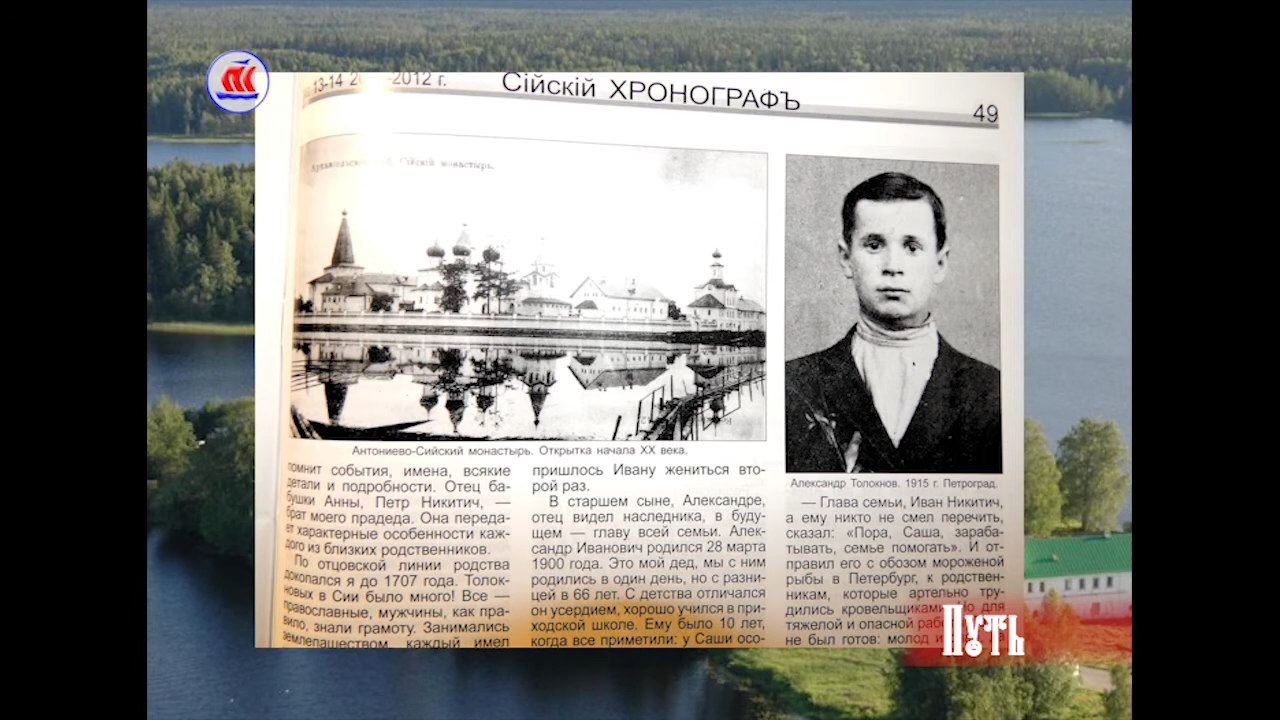 13-14 2 -2012 г.
Сійскій ХРОНОГРАФЪ
49
Сійскій монастырь.
Антониево-Сийский монастырь. Открытка начала XX века.
Александр Толокнов. 1915 г. Петроград.
помнит события, имена, всякие
детали и подробности. Отец ба-
бушки Анны, Петр Никитич, —
брат моего прадеда. Она переда-
ет характерные особенности каж-
дого из близких родственников.
По отцовской линии родства
докопался я до 1707 года. Толок-
новых в Сии было много! Все —
православные, мужчины, как пра-
вило, знали грамоту. Занимались
землепашеством, каждый имел
пришлось Ивану жениться вто-
рой раз.
В старшем сыне, Александре,
отец видел наследника, в буду-
щем — главу всей семьи. Алек-
сандр Иванович родился 28 марта
1900 года. Это мой дед, мы с ним
родились в один день, но с разни-
цей в 66 лет. С детства отличался
он усердием, хорошо учился в при-
ходской школе. Ему было 10 лет,
когда все приметили: у Саши осо-
— Глава семьи, Иван Никитич,
а ему никто не смел перечить,
сказал: «Пора, Саша, зараба-
тывать, семье помогать». И от-
правил его с обозом мороженой
рыбы в Петербург, к родствен-
никам, которые артельно тру-
дились кровельщиками. Но для
тяжелой и опасной
не был готов: молод и
Путь